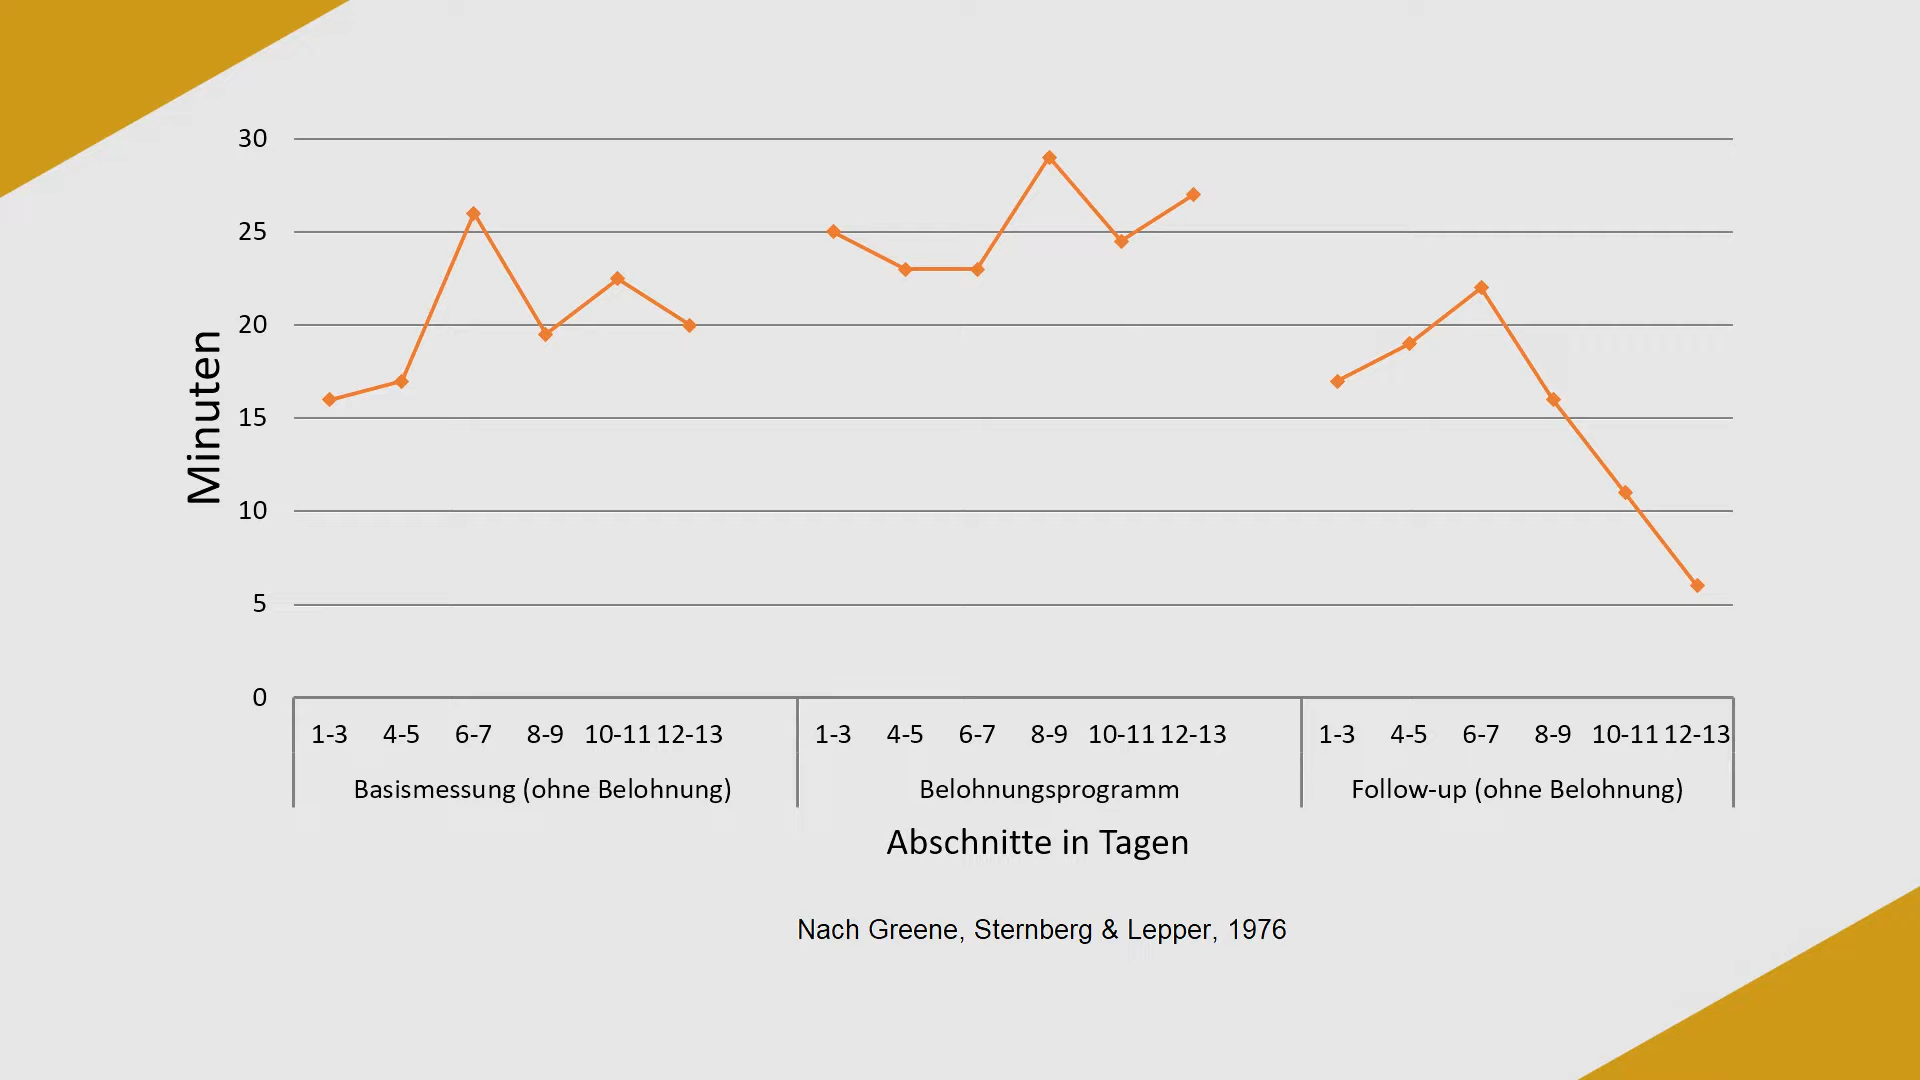 30
25
20
15
10
5
0
Minuten
1-3 4-5 6-7 8-9 10-11 12-13 1-3 4-5 6-7 8-9 10-11 12-13 1-3 4-5 6-7 8-9 10-11 12-13
Basismessung (ohne Belohnung) Belohnungsprogramm Follow-up (ohne Belohnung)
Abschnitte in Tagen
Nach Greene, Sternberg & Lepper, 1976